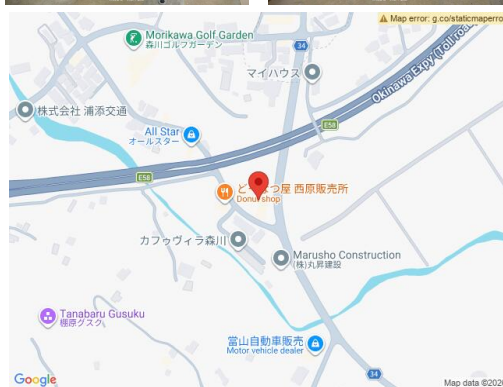 Map error: g.co/staticmaperro
Morikawa Golf Garden
森川ゴルフガーデン
34
マイハウス
Okinawa Expy (Toll road)
株式会社 浦添交通
All Star
オールスター
E58
E58
どーなつ屋 西原販売所
Donut shop
カフゥヴィラ森川
Marusho Construction
(株)丸昇建設
Tanabaru Gusuku
棚原グスク
當山自動車販売
Motor vehicle dealer
34
Google
Map data ©202